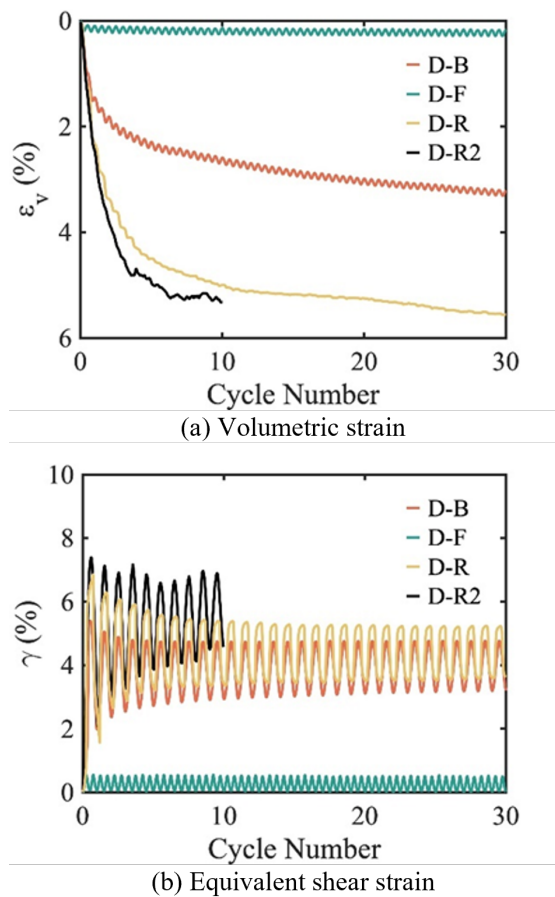 0
2
4
6
εv (%)
D-B
D-F
D-R
D-R2
0 10 20 30
Cycle Number
(a) Volumetric strain
10
8
6
4
2
0
γ (%)
D-B
D-F
D-R
D-R2
0 10 20 30
Cycle Number
(b) Equivalent shear strain